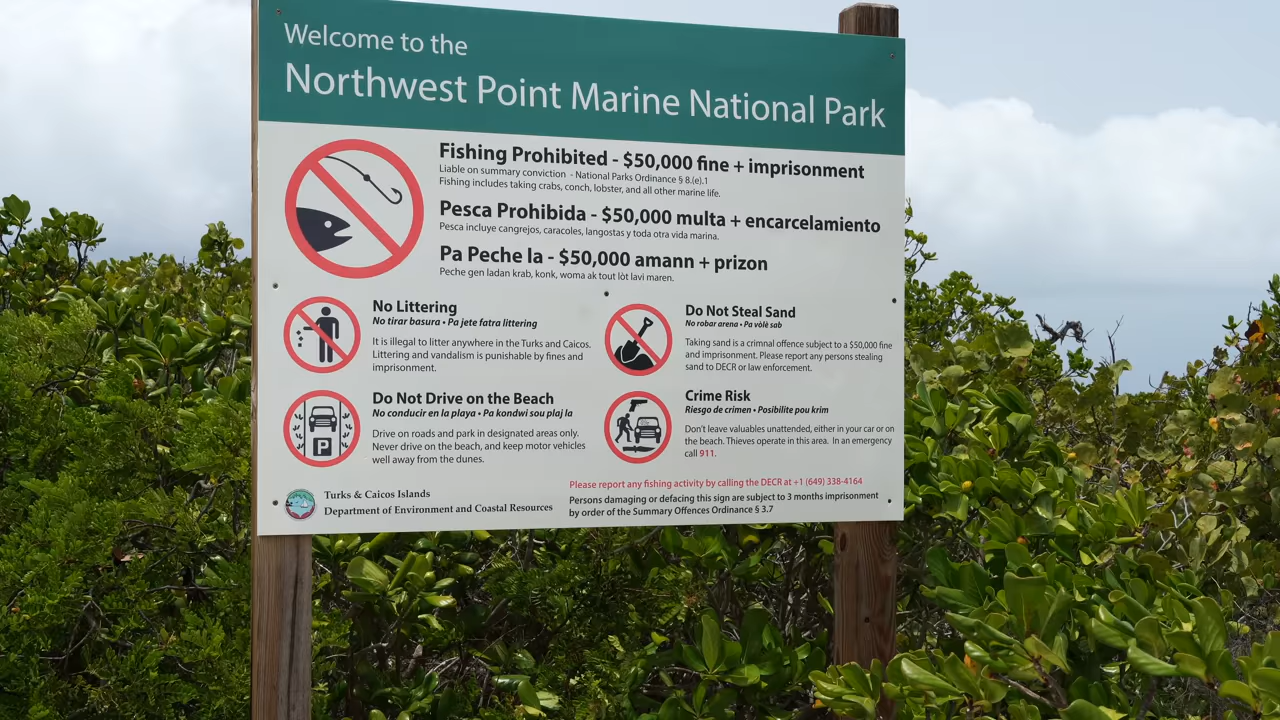 Welcome to the
Northwest Point Marine National Park
Fishing Prohibited - $50,000 fine + imprisonment
Liable on summary conviction - National Parks Ordinance § 8.(e).1
Fishing includes taking crabs, conch, lobster, and all other marine life.
Pesca Prohibida - $50,000 multa + encarcelamiento
Pesca incluye cangrejos, caracoles, langostas y toda otra vida marina.
Pa Peche la - $50,000 amann + prizon
Peche gen ladan krab, konk, woma ak tout lòt lavi maren.
No Littering
No tirar basura • Pa jete fatra littering
It is illegal to litter anywhere in the Turks and Caicos.
Littering and vandalism is punishable by fines and
imprisonment.
Do Not Steal Sand
No robar arena • Pa vòlè sab
Taking sand is a crimnal offence subject to a $50,000 fine
and imprisonment. Please report any persons stealing
sand to DECR or law enforcement.
P
Do Not Drive on the Beach
No conducir en la playa • Pa kondwi sou plaj la
Drive on roads and park in designated areas only.
Never drive on the beach, and keep motor vehicles
well away from the dunes.
Crime Risk
Riesgo de crimen • Posibilite pou krim
Don't leave valuables unattended, either in your car or on
the beach. Thieves operate in this area. In an emergency
call 911.
Turks & Caicos Islands
Department of Environment and Coastal Resources
Please report any fishing activity by calling the DECR at +1 (649) 338-4164
Persons damaging or defacing this sign are subject to 3 months imprisonment
by order of the Summary Offences Ordinance § 3.7